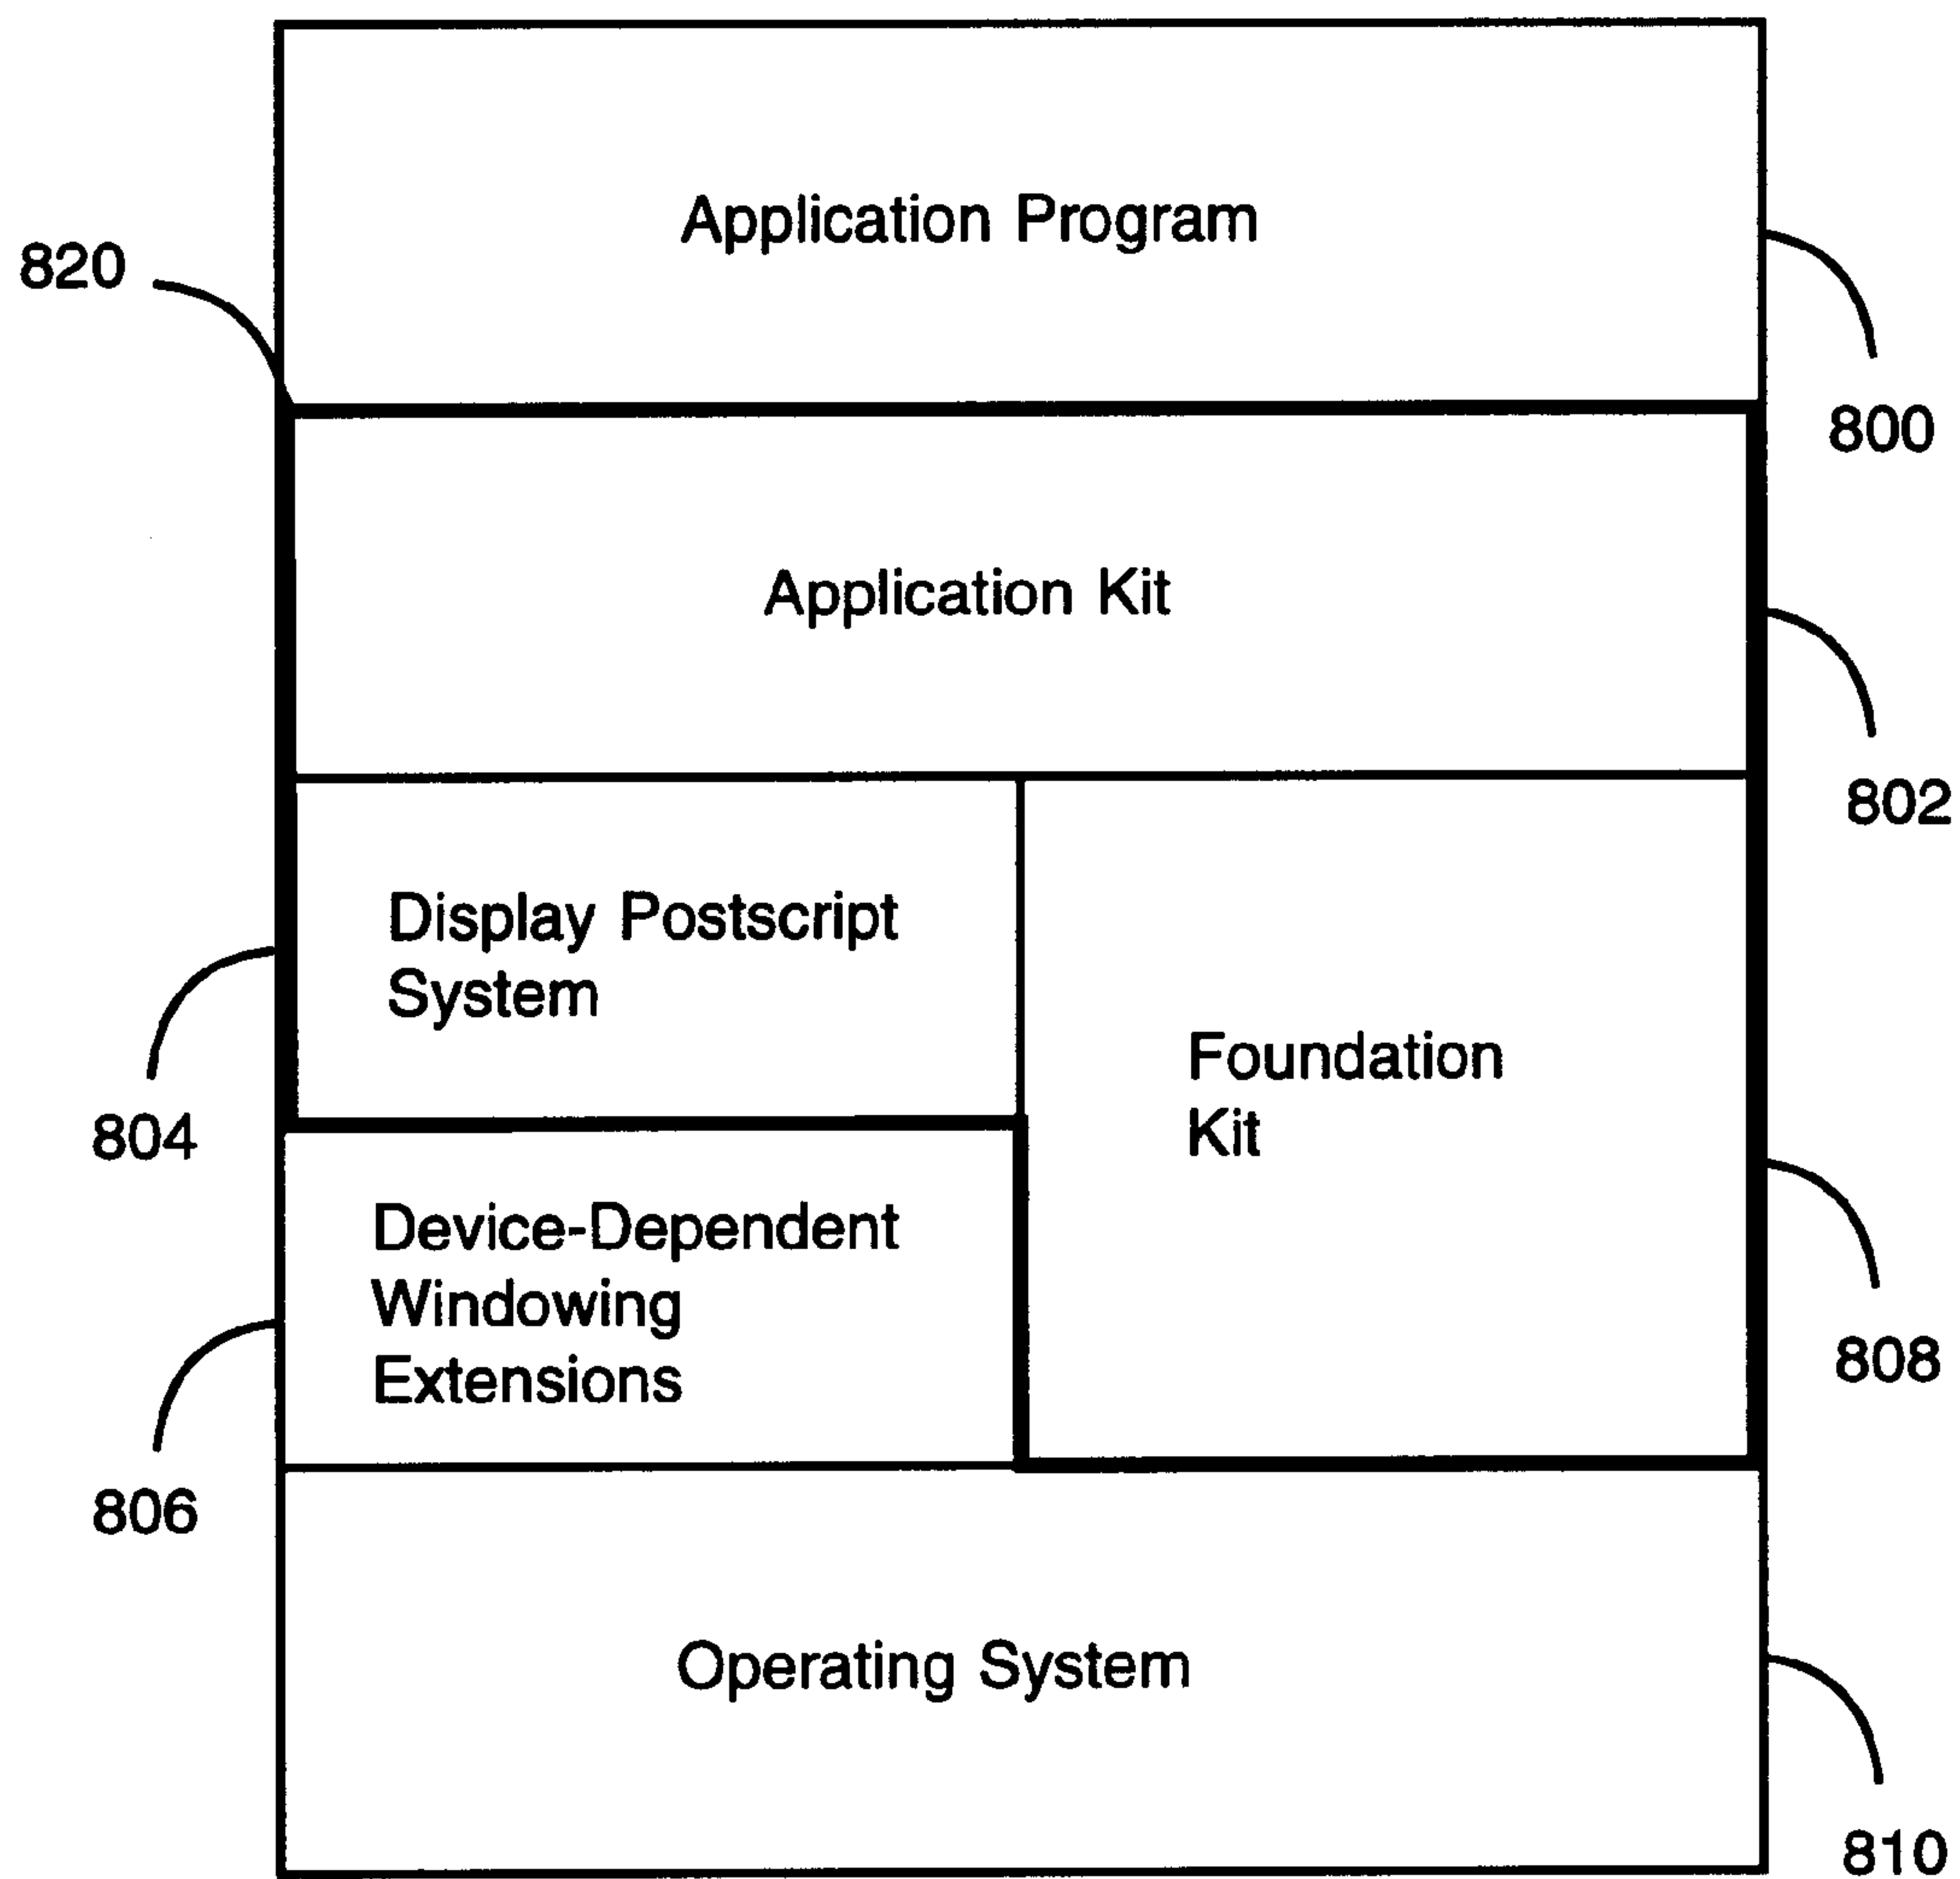 Application Program
820
800
Application Kit
802
Display Postscript
System
804
Foundation
Kit
808
Device-Dependent
Windowing
Extensions
806
Operating System
810